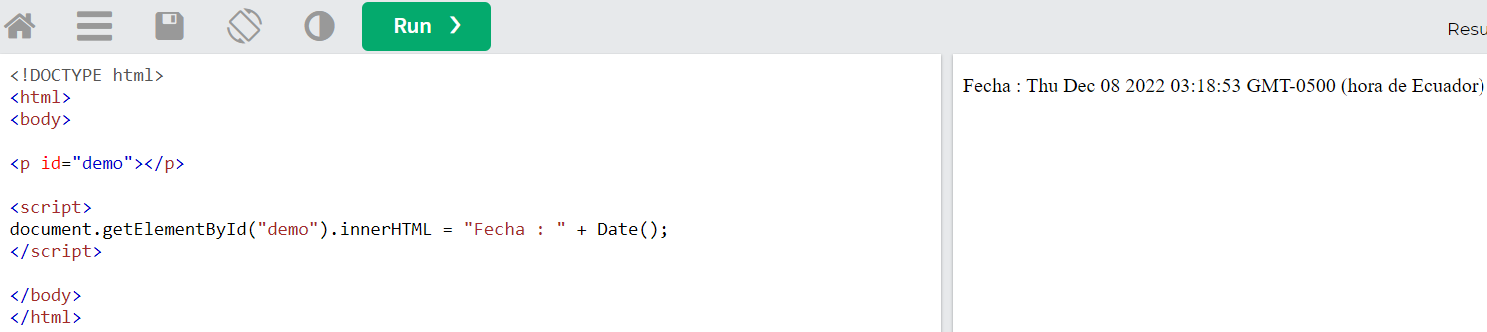 Run ❯
Resu
<!DOCTYPE html>
<html>
<body>
<p id="demo"></p>
<script>
document.getElementById("demo").innerHTML = "Fecha : " + Date();
</script>
</body>
</html>
Fecha : Thu Dec 08 2022 03:18:53 GMT-0500 (hora de Ecuador)